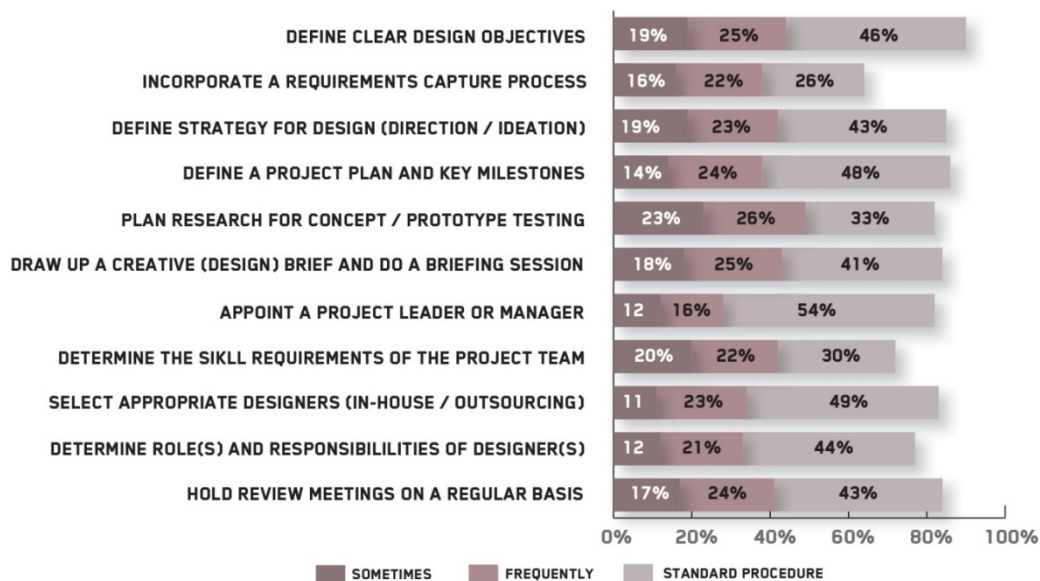 DEFINE CLEAR DESIGN OBJECTIVES 19% 25% 46%
INCORPORATE A REQUIREMENTS CAPTURE PROCESS 16% 22% 26%
DEFINE STRATEGY FOR DESIGN (DIRECTION / IDEATION) 19% 23% 43%
DEFINE A PROJECT PLAN AND KEY MILESTONES 14% 24% 48%
PLAN RESEARCH FOR CONCEPT / PROTOTYPE TESTING 23% 26% 33%
DRAW UP A CREATIVE (DESIGN) BRIEF AND DO A BRIEFING SESSION 18% 25% 41%
APPOINT A PROJECT LEADER OR MANAGER 12 16% 54%
DETERMINE THE SIKLL REQUIREMENTS OF THE PROJECT TEAM 20% 22% 30%
SELECT APPROPRIATE DESIGNERS (IN-HOUSE / OUTSOURCING) 11 23% 49%
DETERMINE ROLE(S) AND RESPONSIBILILITIES OF DESIGNER(S) 12 21% 44%
HOLD REVIEW MEETINGS ON A REGULAR BASIS 17% 24% 43%
0% 20% 40% 60% 80% 100%
SOMETIMES FREQUENTLY STANDARD PROCEDURE